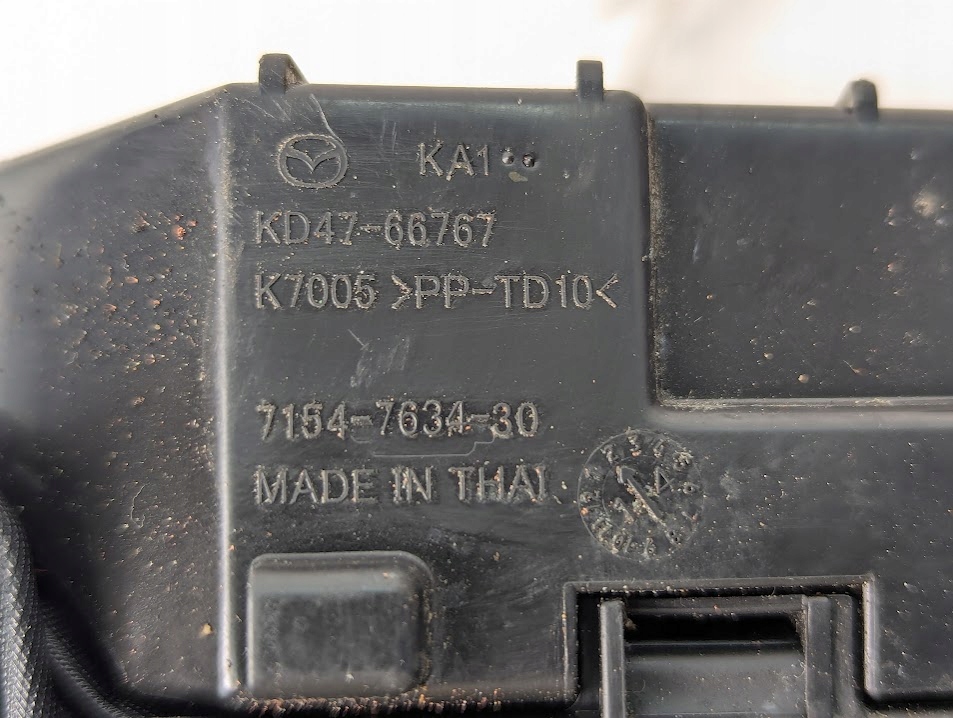 KA1
KD47-66767
K7005 >PP-TD10<
7154-7634-30
MADE IN THAI